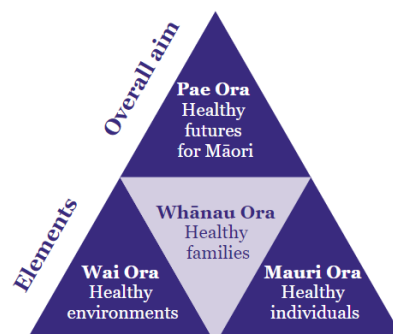 Overall aim
Pae Ora
Healthy
futures
for Māori
Elements
Whānau Ora
Healthy
families
Wai Ora
Healthy
environments
Mauri Ora
Healthy
individuals